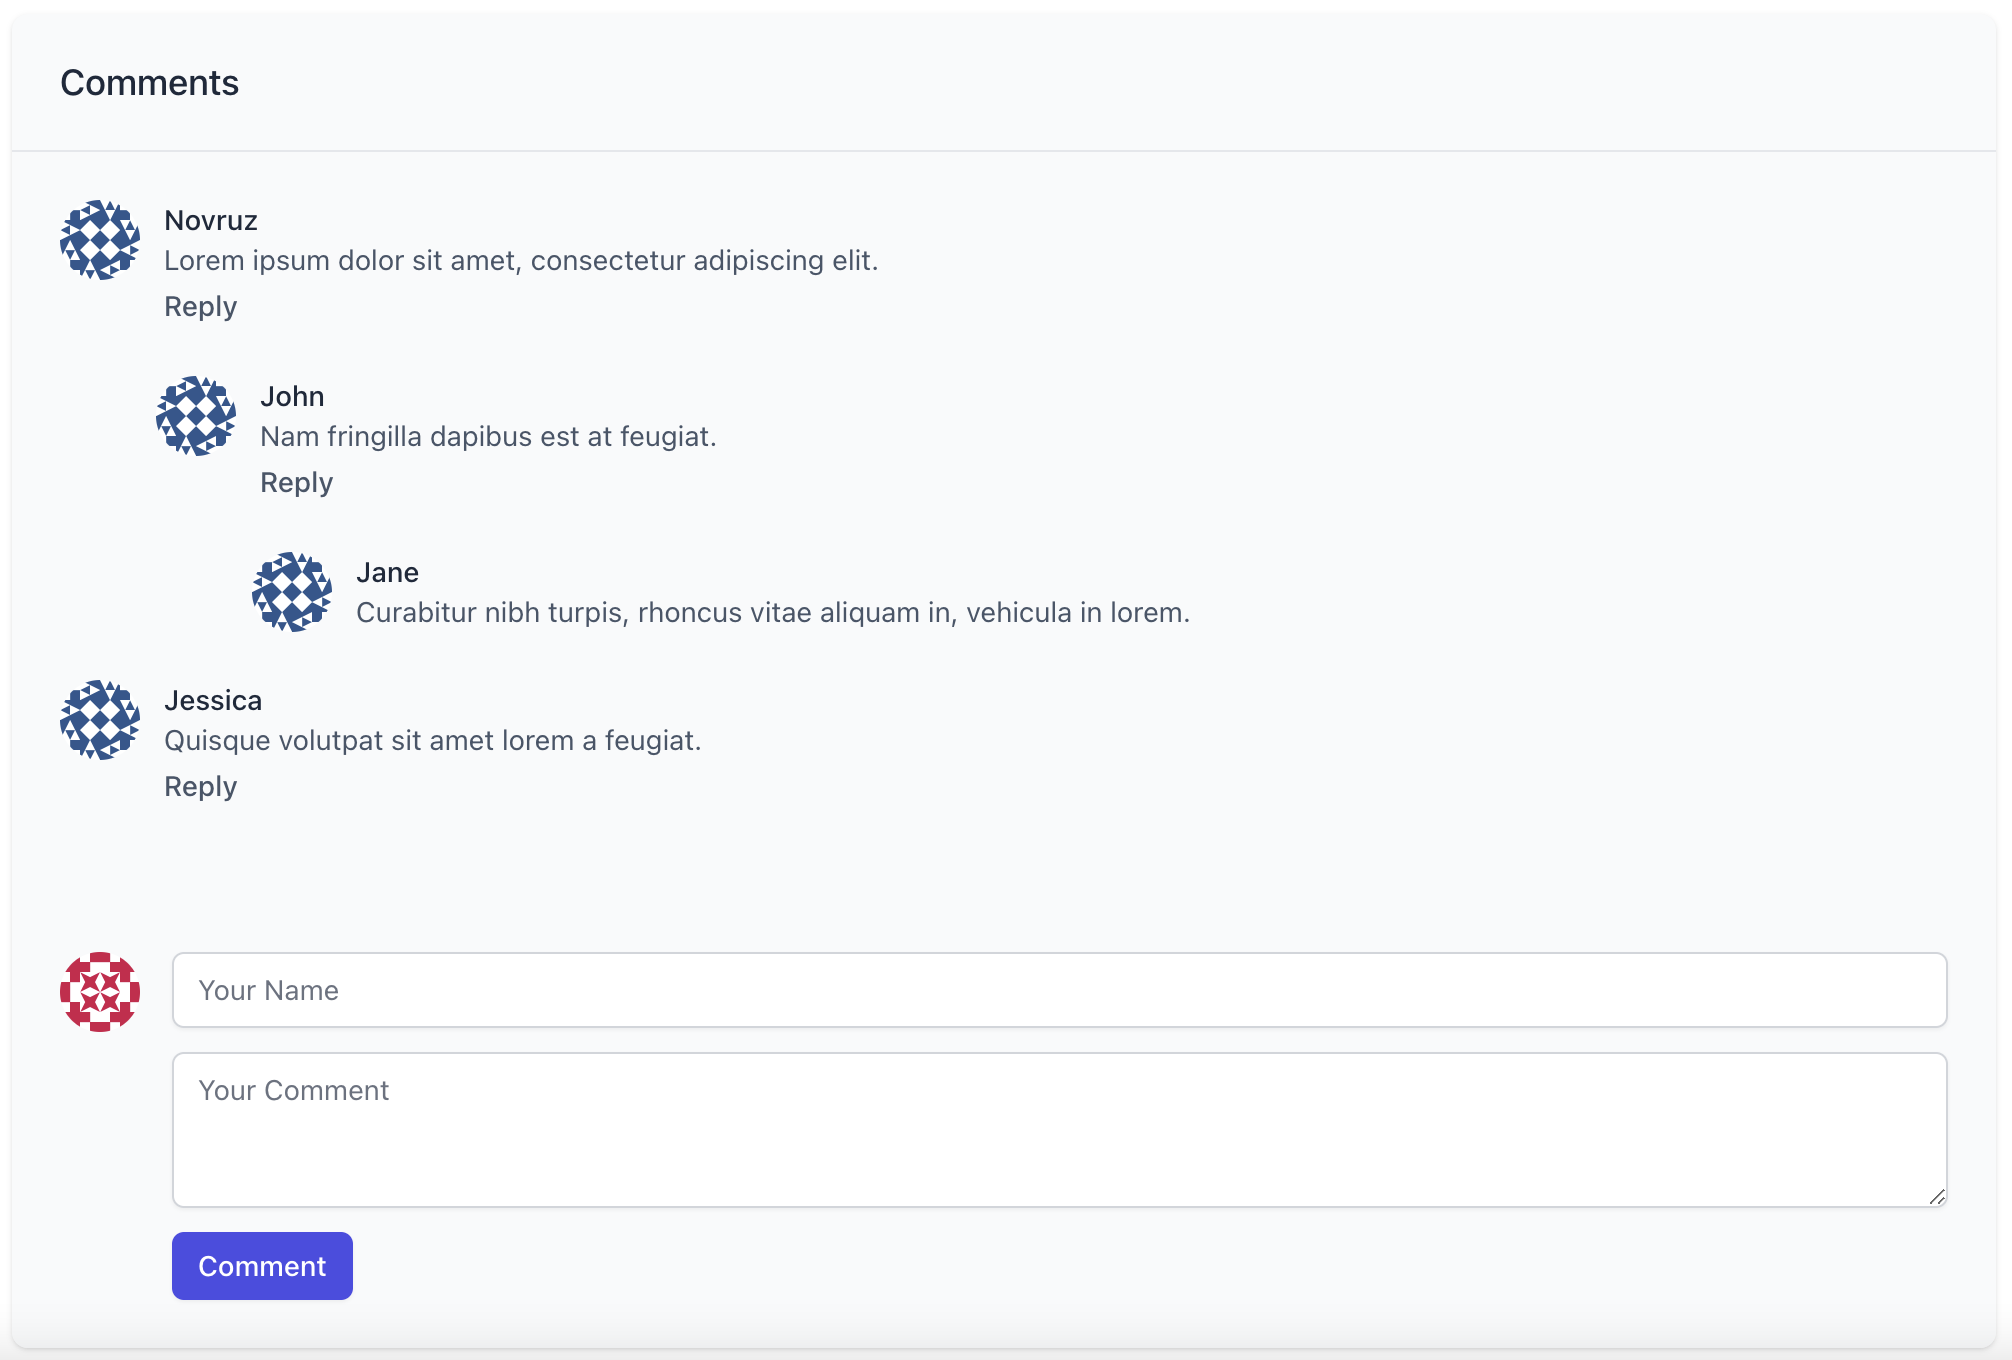 Comments
Novruz
Lorem ipsum dolor sit amet, consectetur adipiscing elit.
Reply
John
Nam fringilla dapibus est at feugiat.
Reply
Jane
Curabitur nibh turpis, rhoncus vitae aliquam in, vehicula in lorem.
Jessica
Quisque volutpat sit amet lorem a feugiat.
Reply
Your Name
Your Comment
Comment